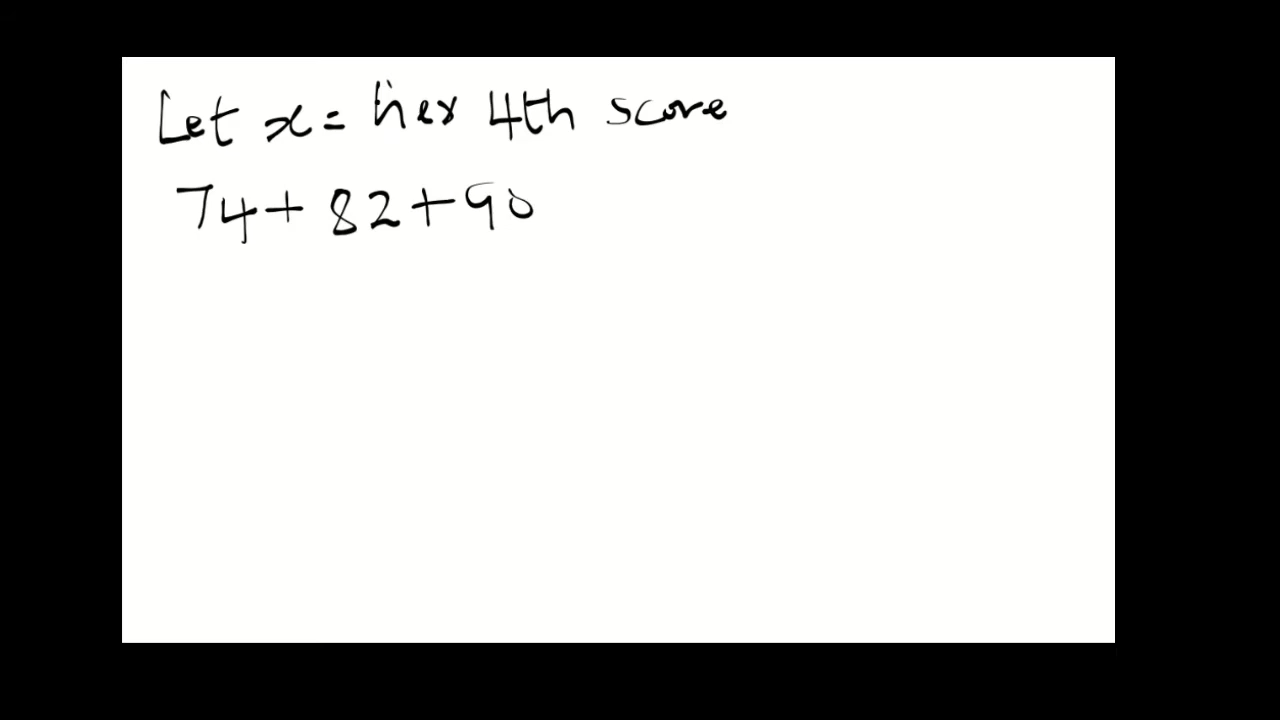 Let x = her 4th score
74 + 82 + 90